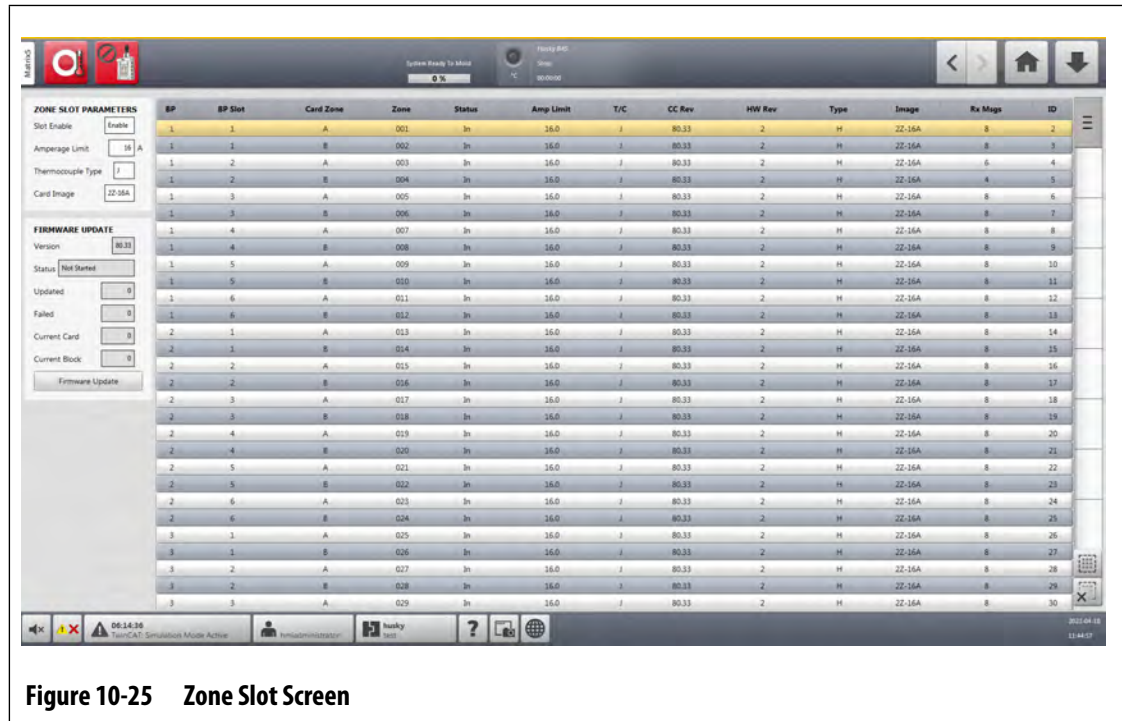 Matrix5
System Ready To Mold
0 %
Husky IMS
°C
00:00:00
ZONE SLOT PARAMETERS
Slot Enable Enable
Amperage Limit 16 A
Thermocouple Type J
Card Image 2Z-16A
FIRMWARE UPDATE
Version 80.33
Status Not Started
Updated 0
Failed 0
Current Card 0
Current Block 0
Firmware Update
BP BP Slot Card Zone Zone Status Amp Limit T/C CC Rev HW Rev Type Image Rx Msgs ID
1 1 A 001 In 16.0 J 80.33 2 H 2Z-16A 8 2
1 1 B 002 In 16.0 J 80.33 2 H 2Z-16A 8 3
1 2 A 003 In 16.0 J 80.33 2 H 2Z-16A 6 4
1 2 B 004 In 16.0 J 80.33 2 H 2Z-16A 4 5
1 3 A 005 In 16.0 J 80.33 2 H 2Z-16A 8 6
1 3 B 006 In 16.0 J 80.33 2 H 2Z-16A 8 7
1 4 A 007 In 16.0 J 80.33 2 H 2Z-16A 8 8
1 4 B 008 In 16.0 J 80.33 2 H 2Z-16A 8 9
1 5 A 009 In 16.0 J 80.33 2 H 2Z-16A 8 10
1 5 B 010 In 16.0 J 80.33 2 H 2Z-16A 8 11
1 6 A 011 In 16.0 J 80.33 2 H 2Z-16A 8 12
1 6 B 012 In 16.0 J 80.33 2 H 2Z-16A 8 13
2 1 A 013 In 16.0 J 80.33 2 H 2Z-16A 8 14
2 1 B 014 In 16.0 J 80.33 2 H 2Z-16A 8 15
2 2 A 015 In 16.0 J 80.33 2 H 2Z-16A 8 16
2 2 B 016 In 16.0 J 80.33 2 H 2Z-16A 8 17
2 3 A 017 In 16.0 J 80.33 2 H 2Z-16A 8 18
2 3 B 018 In 16.0 J 80.33 2 H 2Z-16A 8 19
2 4 A 019 In 16.0 J 80.33 2 H 2Z-16A 8 20
2 4 B 020 In 16.0 J 80.33 2 H 2Z-16A 8 21
2 5 A 021 In 16.0 J 80.33 2 H 2Z-16A 8 22
2 5 B 022 In 16.0 J 80.33 2 H 2Z-16A 8 23
2 6 A 023 In 16.0 J 80.33 2 H 2Z-16A 8 24
2 6 B 024 In 16.0 J 80.33 2 H 2Z-16A 8 25
3 1 A 025 In 16.0 J 80.33 2 H 2Z-16A 8 26
3 1 B 026 In 16.0 J 80.33 2 H 2Z-16A 8 27
3 2 A 027 In 16.0 J 80.33 2 H 2Z-16A 8 28
3 2 B 028 In 16.0 J 80.33 2 H 2Z-16A 8 29
3 3 A 029 In 16.0 J 80.33 2 H 2Z-16A 8 30
06:14:36
TwinCAT: Simulation Mode Active
hmiadministrator
husky
test
11:44:57
Figure 10-25 Zone Slot Screen